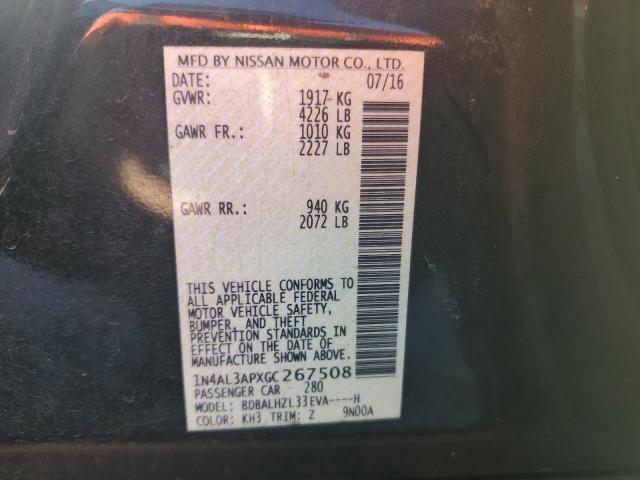 MFD BY NISSAN MOTOR CO., LTD.
DATE: 07/16
GVWR: 1917 KG
4226 LB
GAWR FR.: 1010 KG
2227 LB
GAWR RR.: 940 KG
2072 LB
THIS VEHICLE CONFORMS TO
ALL APPLICABLE FEDERAL
MOTOR VEHICLE SAFETY,
BUMPER, AND THEFT
PREVENTION STANDARDS IN
EFFECT ON THE DATE OF
MANUFACTURE SHOWN ABOVE.
1N4AL3APXGC267508
PASSENGER CAR 280
MODEL: BDBALHZL33EVA----H
COLOR: KH3 TRIM: Z 9N00A